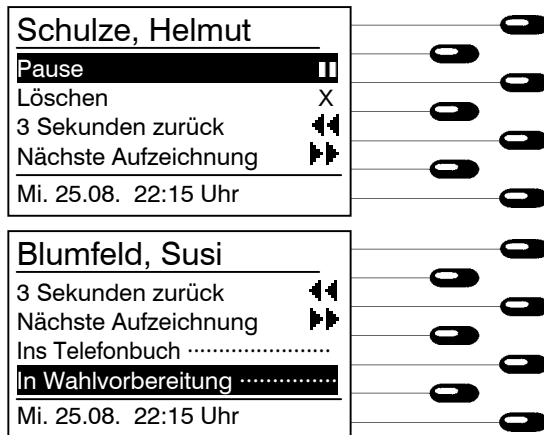 Schulze, Helmut
Pause
Löschen X
3 Sekunden zurück
Nächste Aufzeichnung
Mi. 25.08. 22:15 Uhr
Blumfeld, Susi
3 Sekunden zurück
Nächste Aufzeichnung
Ins Telefonbuch ························
In Wahlvorbereitung ···············
Mi. 25.08. 22:15 Uhr